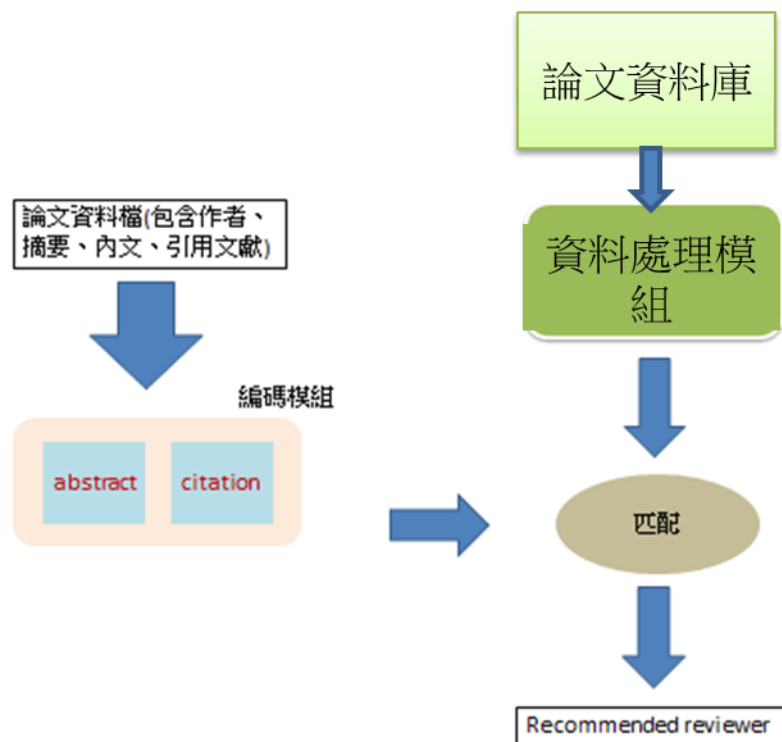 論文資料庫
論文資料檔(包含作者、
摘要、內文、引用文獻)
資料處理模
組
編碼模組
abstract
citation
匹配
Recommended reviewer